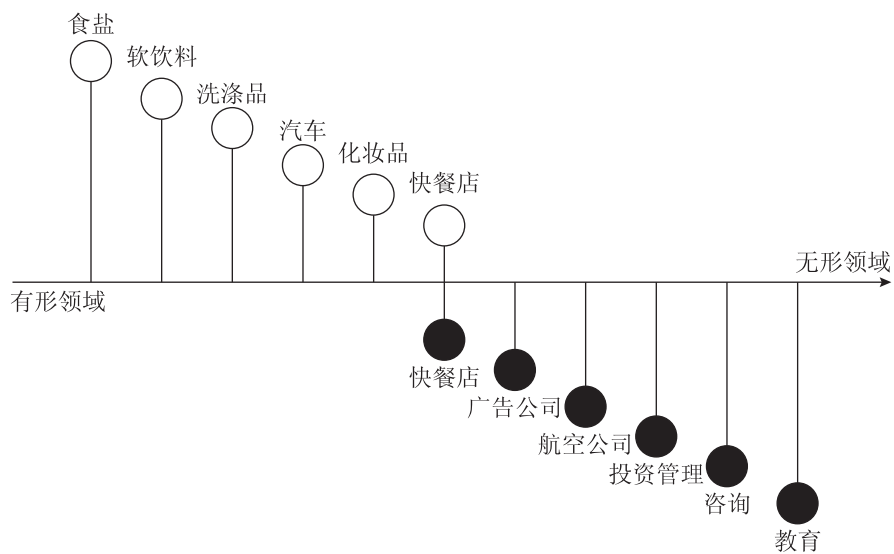 食盐
软饮料
洗涤品
汽车
化妆品
快餐店
无形领域
有形领域
快餐店
广告公司
航空公司
投资管理
咨询
教育